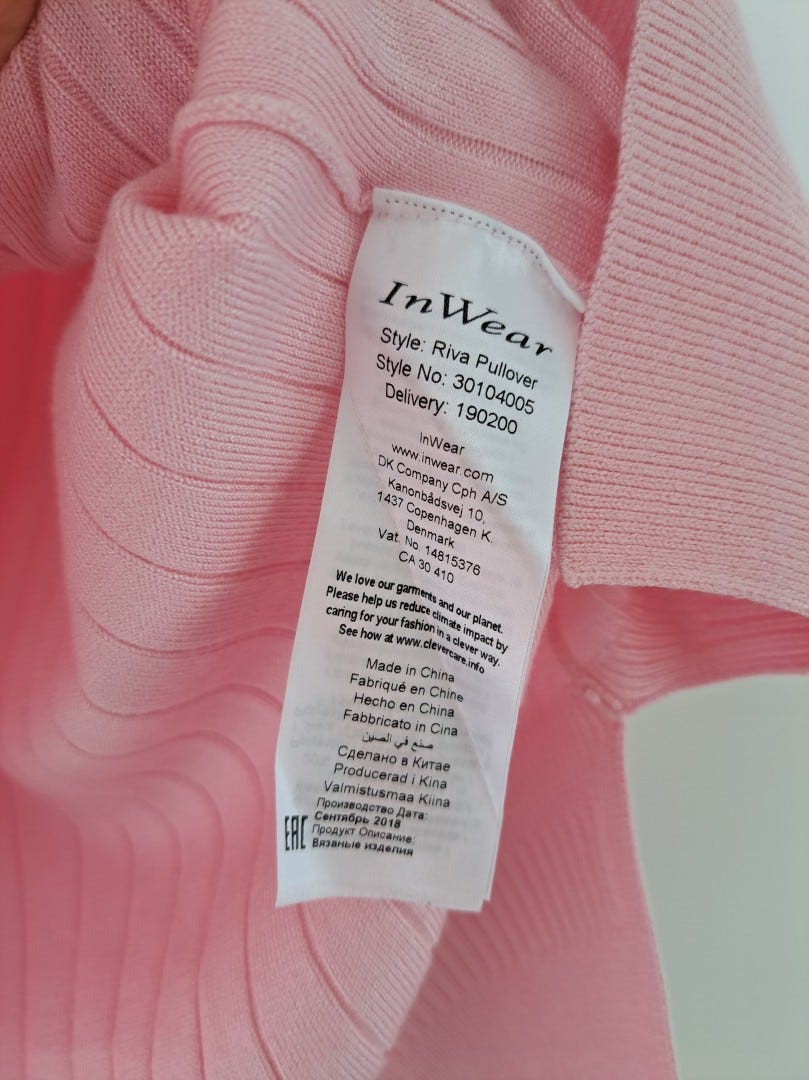 InWear
Style: Riva Pullover
Style No: 30104005
Delivery: 190200
InWear
www.inwear.com
DK Company Cph A/S
Kanonbådsvej 10,
1437 Copenhagen K.
Denmark
Vat. No. 14815376
CA 30 410
We love our garments and our planet.
Please help us reduce climate impact by
caring for your fashion in a clever way.
See how at www.clevercare.info
Made in China
Fabriqué en Chine
Hecho en China
Fabbricato in Cina
صنع في الصين
Сделано в Китае
Producerad i Kina
Valmistusmaa Kiina
Производство Дата:
Сентябрь 2018
EAC Продукт Описание:
Вязаные изделия